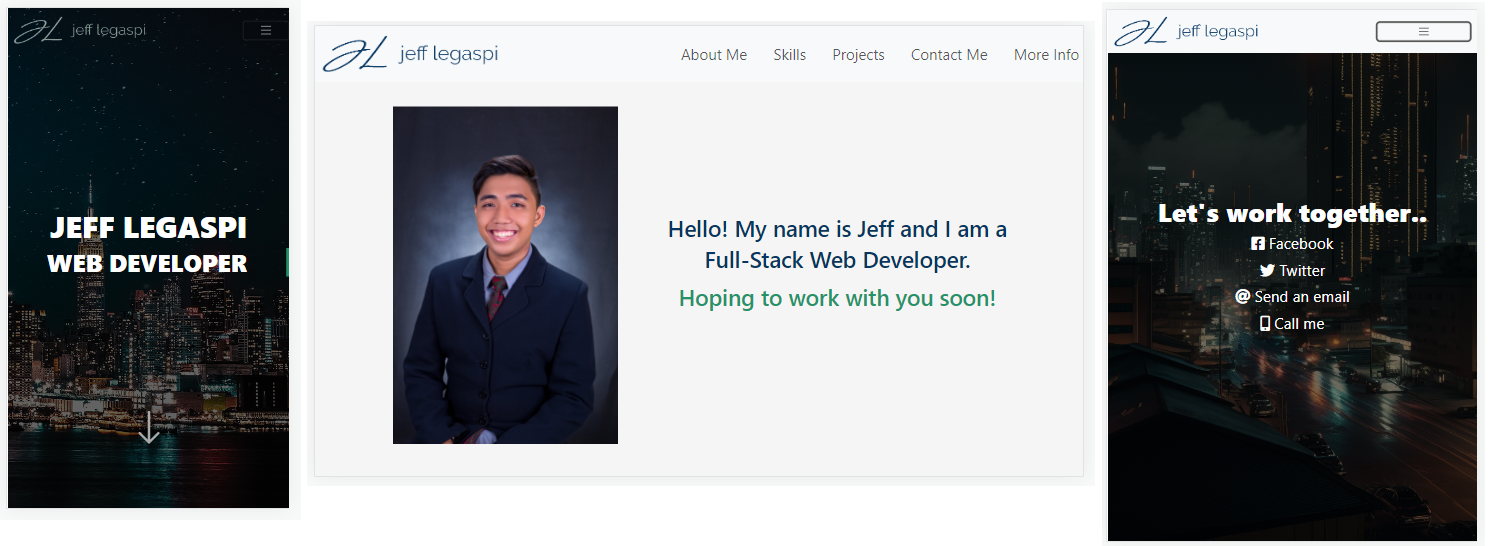 JL jeff legaspi
JEFF LEGASPI
WEB DEVELOPER
JL jeff legaspi
About Me Skills Projects Contact Me More Info
Hello! My name is Jeff and I am a
Full-Stack Web Developer.
Hoping to work with you soon!
JL jeff legaspi
Let's work together..
Facebook
Twitter
Send an email
Call me